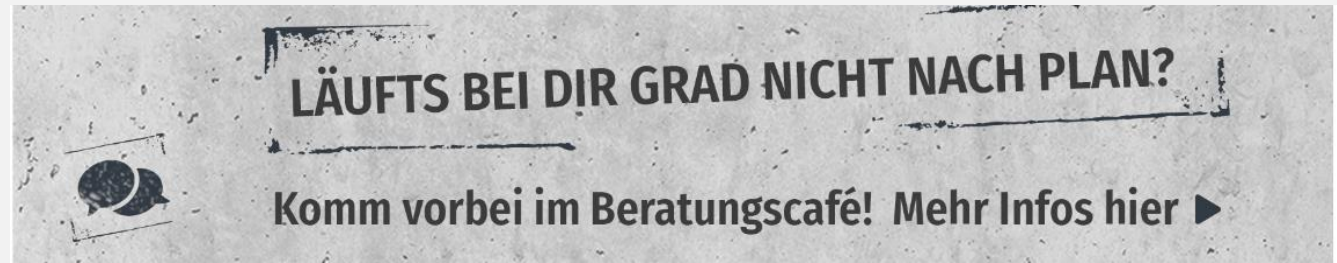 LÄUFTS BEI DIR GRAD NICHT NACH PLAN?
Komm vorbei im Beratungscafé! Mehr Infos hier